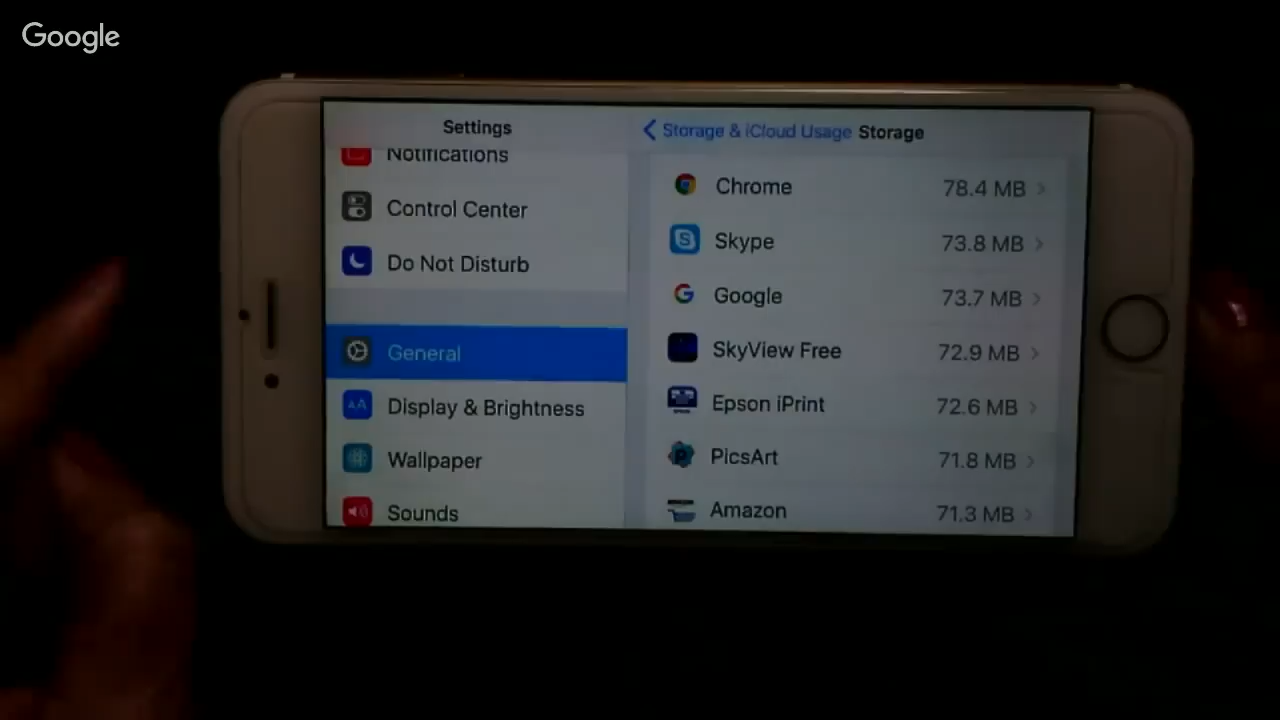 Google
Settings
Notifications
Control Center
Do Not Disturb
General
AA Display & Brightness
Wallpaper
Sounds
Storage & iCloud Usage Storage
Chrome 78.4 MB
S Skype 73.8 MB
G Google 73.7 MB
SkyView Free 72.9 MB
Epson iPrint 72.6 MB
P PicsArt 71.8 MB
Amazon 71.3 MB